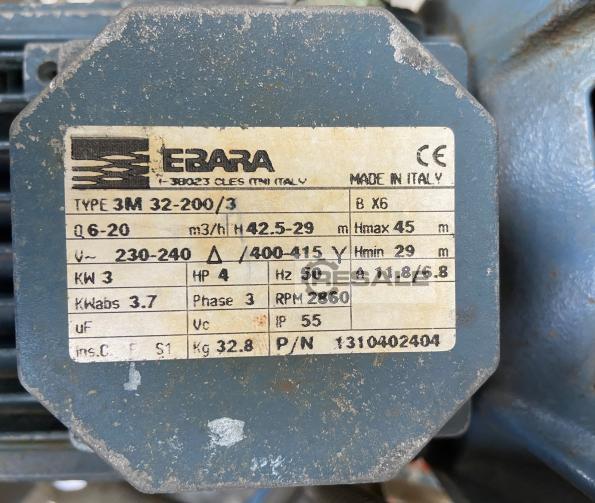 EBARA
I-38023 CLES (TN) ITALY MADE IN ITALY
TYPE 3M 32-200/3 B X6
Q 6-20 m3/h H 42.5-29 m Hmax 45 m
V~ 230-240 Δ /400-415 Y Hmin 29 m
KW 3 HP 4 Hz 50 A 11.8/6.8
KWabs 3.7 Phase 3 RPM 2860
uF Vc IP 55
ins.C. F S1 Kg 32.8 P/N 1310402404